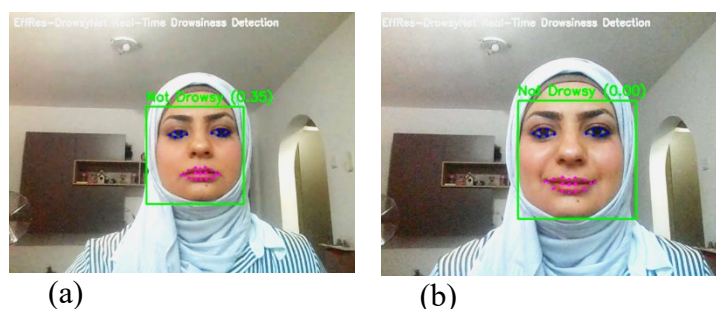 EffRes-DrowsyNet Real-Time Drowsiness Detection
Not Drowsy (0.35)
(a)
EffRes-DrowsyNet Real-Time Drowsiness Detection
Not Drowsy (0.00)
(b)